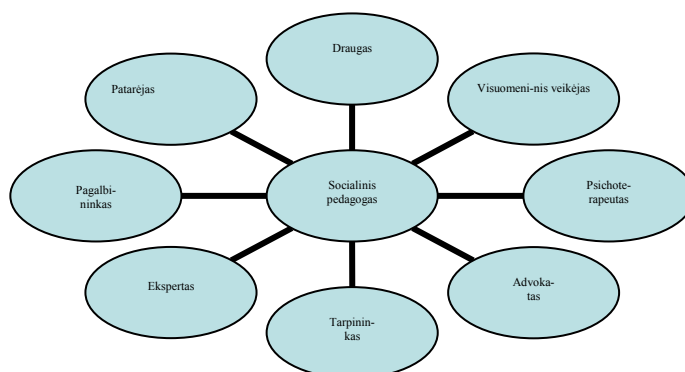 Draugas
Patarėjas
Visuomeni-nis veikėjas
Pagalbi-
ninkas
Socialinis
pedagogas
Psichote-
rapeutas
Ekspertas
Advoka-
tas
Tarpinin-
kas